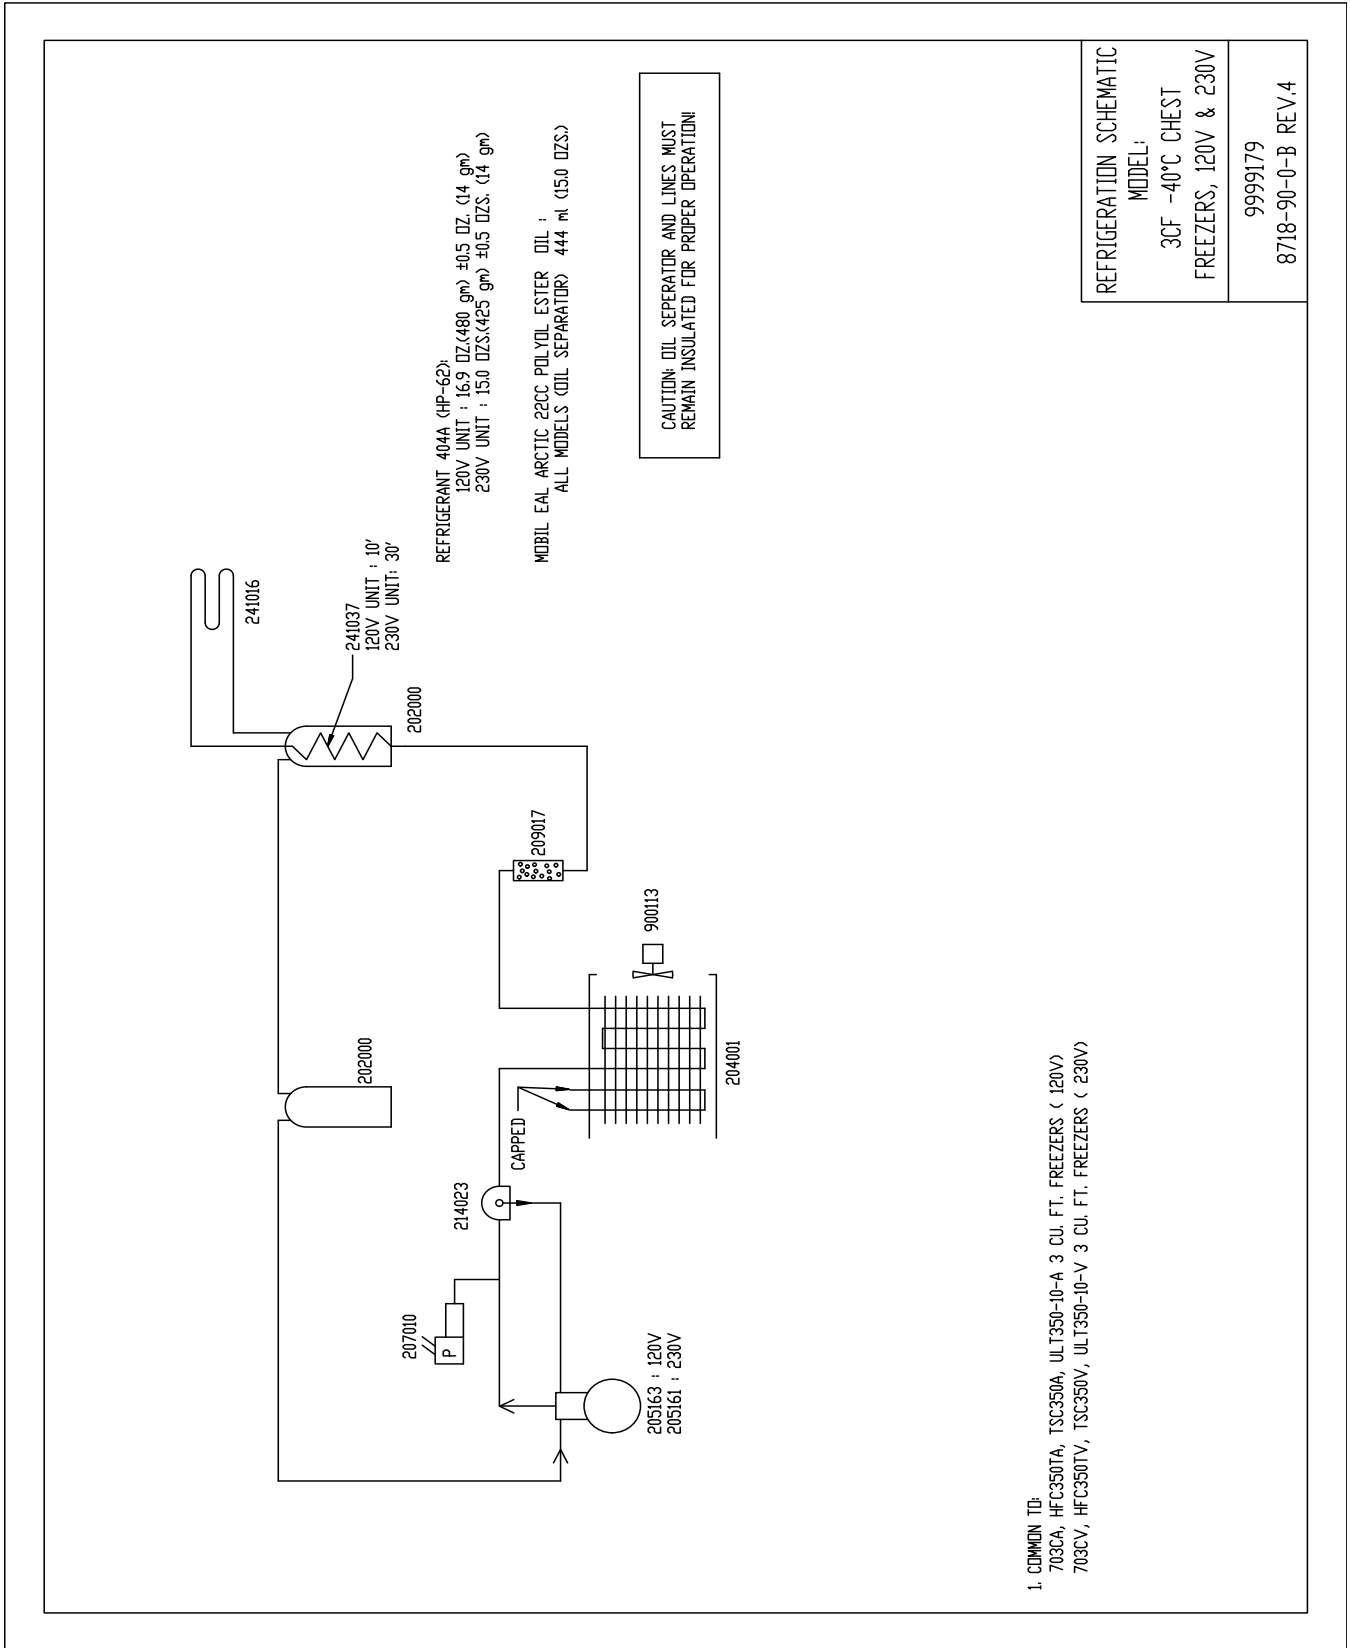 241016
241037
120V UNIT : 10'
230V UNIT: 30'
202000
202000
209017
900113
204001
CAPPED
214023
207010
P
205163 : 120V
205161 : 230V
REFRIGERANT 404A (HP-62):
120V UNIT : 16.9 OZ.(480 gm) ±0.5 OZ. (14 gm)
230V UNIT : 15.0 OZS.(425 gm) ±0.5 OZS. (14 gm)
MOBIL EAL ARCTIC 22CC POLYOL ESTER OIL :
ALL MODELS (OIL SEPARATOR) 444 ml (15.0 OZS.)
CAUTION: OIL SEPERATOR AND LINES MUST
REMAIN INSULATED FOR PROPER OPERATION!
1. COMMON TO:
703CA, HFC350TA, TSC350A, ULT350-10-A 3 CU. FT. FREEZERS ( 120V)
703CV, HFC350TV, TSC350V, ULT350-10-V 3 CU. FT. FREEZERS ( 230V)
REFRIGERATION SCHEMATIC
MODEL:
3CF -40°C CHEST
FREEZERS, 120V & 230V
9999179
8718-90-0-B REV.4